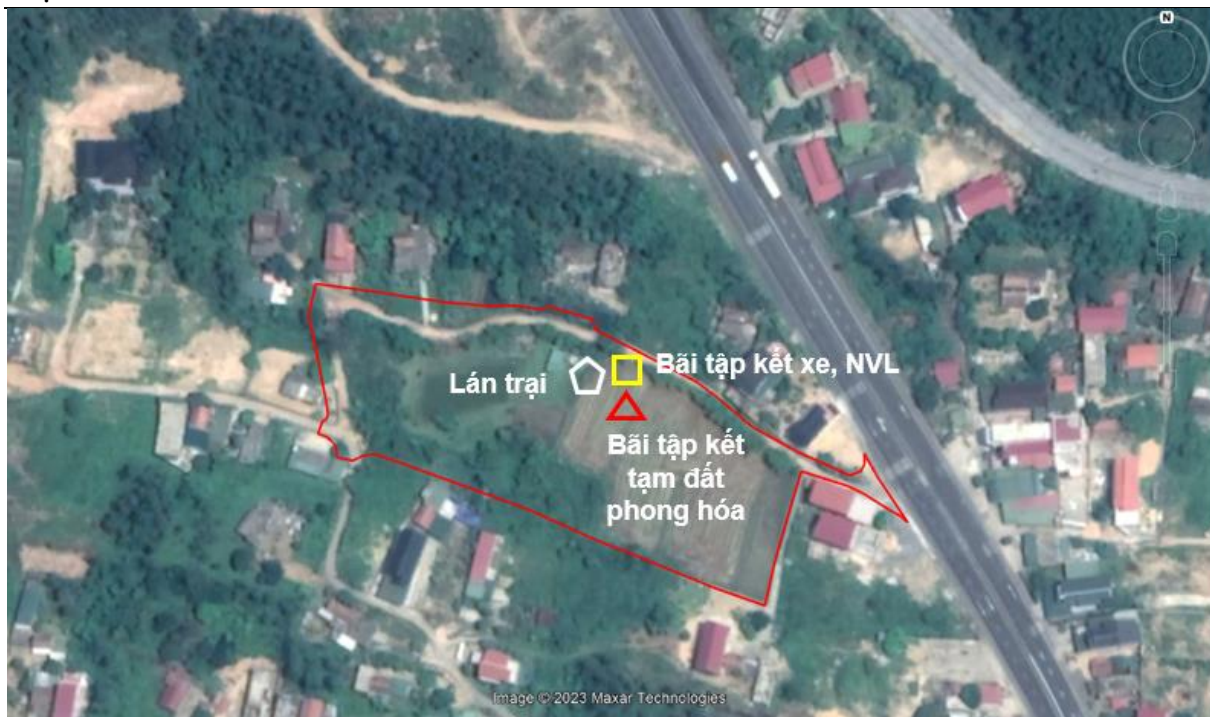 N
Bãi tập kết xe, NVL
Lán trại
Bãi tập kết
tạm đất
phong hóa
Image © 2023 Maxar Technologies